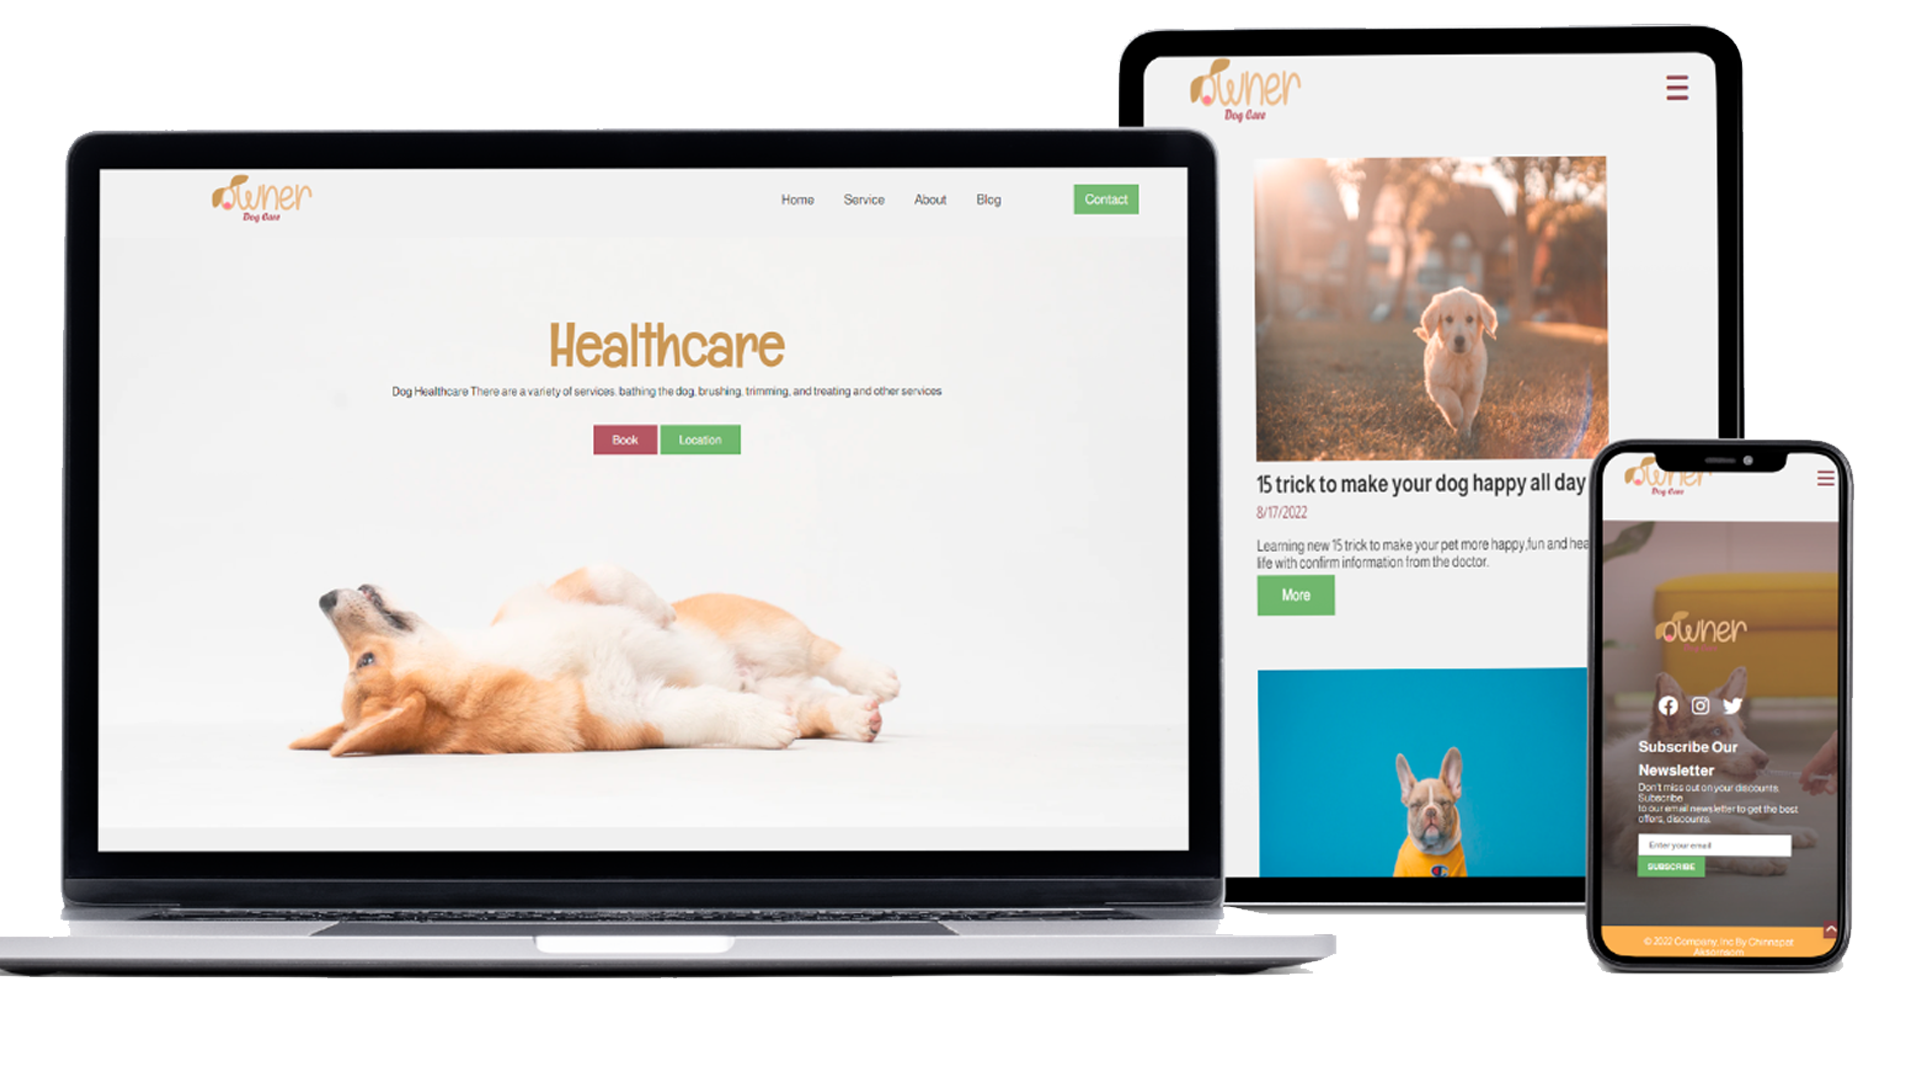 owner
Dog Care
Home Service About Blog Contact
Healthcare
Dog Healthcare There are a variety of services, bathing the dog, brushing, trimming, and treating and other services
Book Location
owner
Dog Care
15 trick to make your dog happy all day
8/17/2022
Learning new 15 trick to make your pet more happy,fun and hea
life with confirm information from the doctor.
More
owner
Dog Care
owner
Dog Care
Subscribe Our
Newsletter
Don't miss out on your discounts.
Subscribe
to our email newsletter to get the best
offers, discounts.
Enter your email
SUBSCRIBE
© 2022 Company, Inc By Chinnapat
Aksornsom